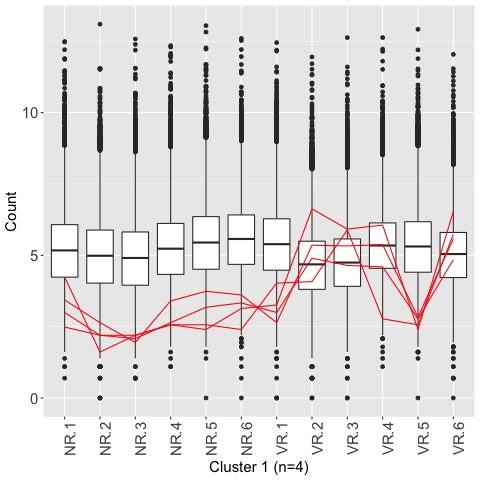 Count
10
5
0
NR.1
NR.2
NR.3
NR.4
NR.5
NR.6
VR.1
VR.2
VR.3
VR.4
VR.5
VR.6
Cluster 1 (n=4)